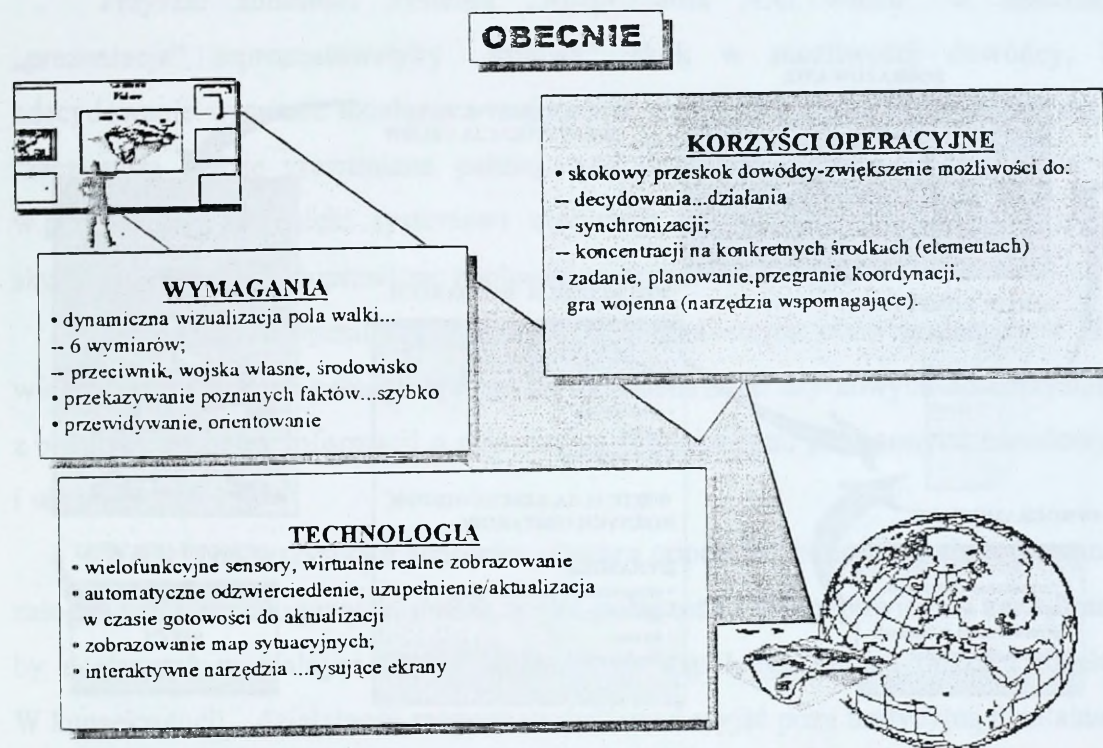 OBECNIE
KORZYŚCI OPERACYJNE
• skokowy przeskok dowódcy-zwiększenie możliwości do:
– decydowania...działania
– synchronizacji;
– koncentracji na konkretnych środkach (elementach)
• zadanie, planowanie, przegranie koordynacji,
gra wojenna (narzędzia wspomagające).
WYMAGANIA
• dynamiczna wizualizacja pola walki...
– 6 wymiarów;
– przeciwnik, wojska własne, środowisko
• przekazywanie poznanych faktów...szybko
• przewidywanie, orientowanie
TECHNOLOGIA
• wielofunkcyjne sensory, wirtualne realne zobrazowanie
• automatyczne odzwierciedlenie, uzupełnienie/aktualizacja
w czasie gotowości do aktualizacji
• zobrazowanie map sytuacyjnych;
• interaktywne narzędzia ...rysujące ekrany